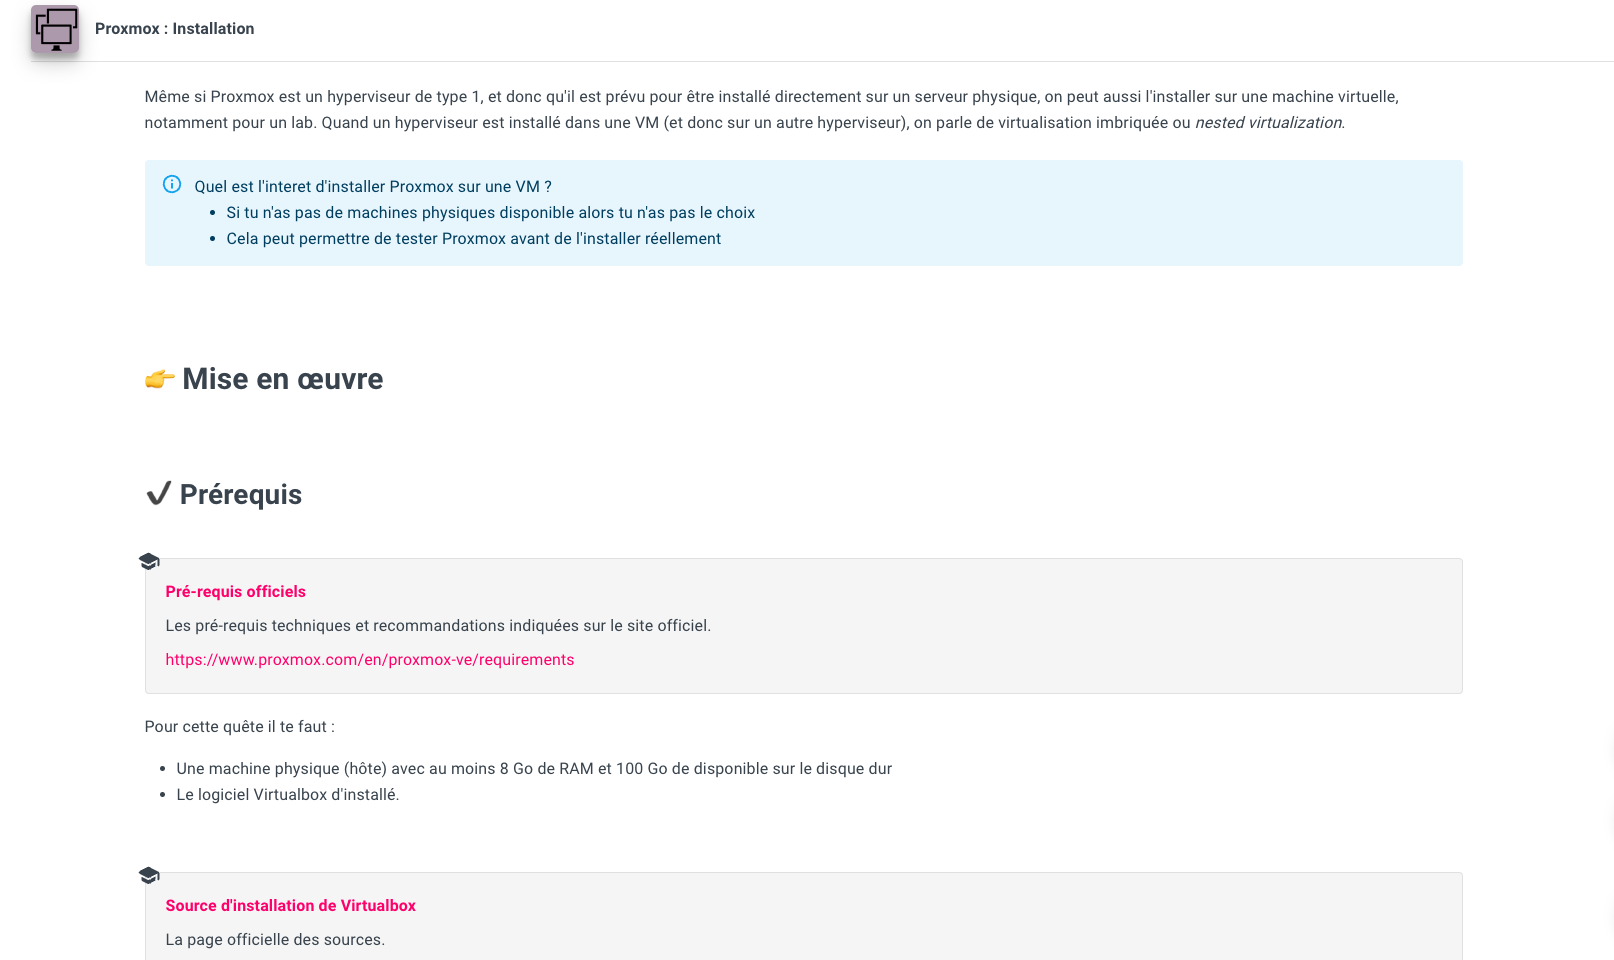 Proxmox : Installation
Même si Proxmox est un hyperviseur de type 1, et donc qu'il est prévu pour être installé directement sur un serveur physique, on peut aussi l'installer sur une machine virtuelle,
notamment pour un lab. Quand un hyperviseur est installé dans une VM (et donc sur un autre hyperviseur), on parle de virtualisation imbriquée ou nested virtualization.
Quel est l'interet d'installer Proxmox sur une VM ?
• Si tu n'as pas de machines physiques disponible alors tu n'as pas le choix
• Cela peut permettre de tester Proxmox avant de l'installer réellement
👉 Mise en œuvre
✔ Prérequis
Pré-requis officiels
Les pré-requis techniques et recommandations indiquées sur le site officiel.
https://www.proxmox.com/en/proxmox-ve/requirements
Pour cette quête il te faut :
• Une machine physique (hôte) avec au moins 8 Go de RAM et 100 Go de disponible sur le disque dur
• Le logiciel Virtualbox d'installé.
Source d'installation de Virtualbox
La page officielle des sources.